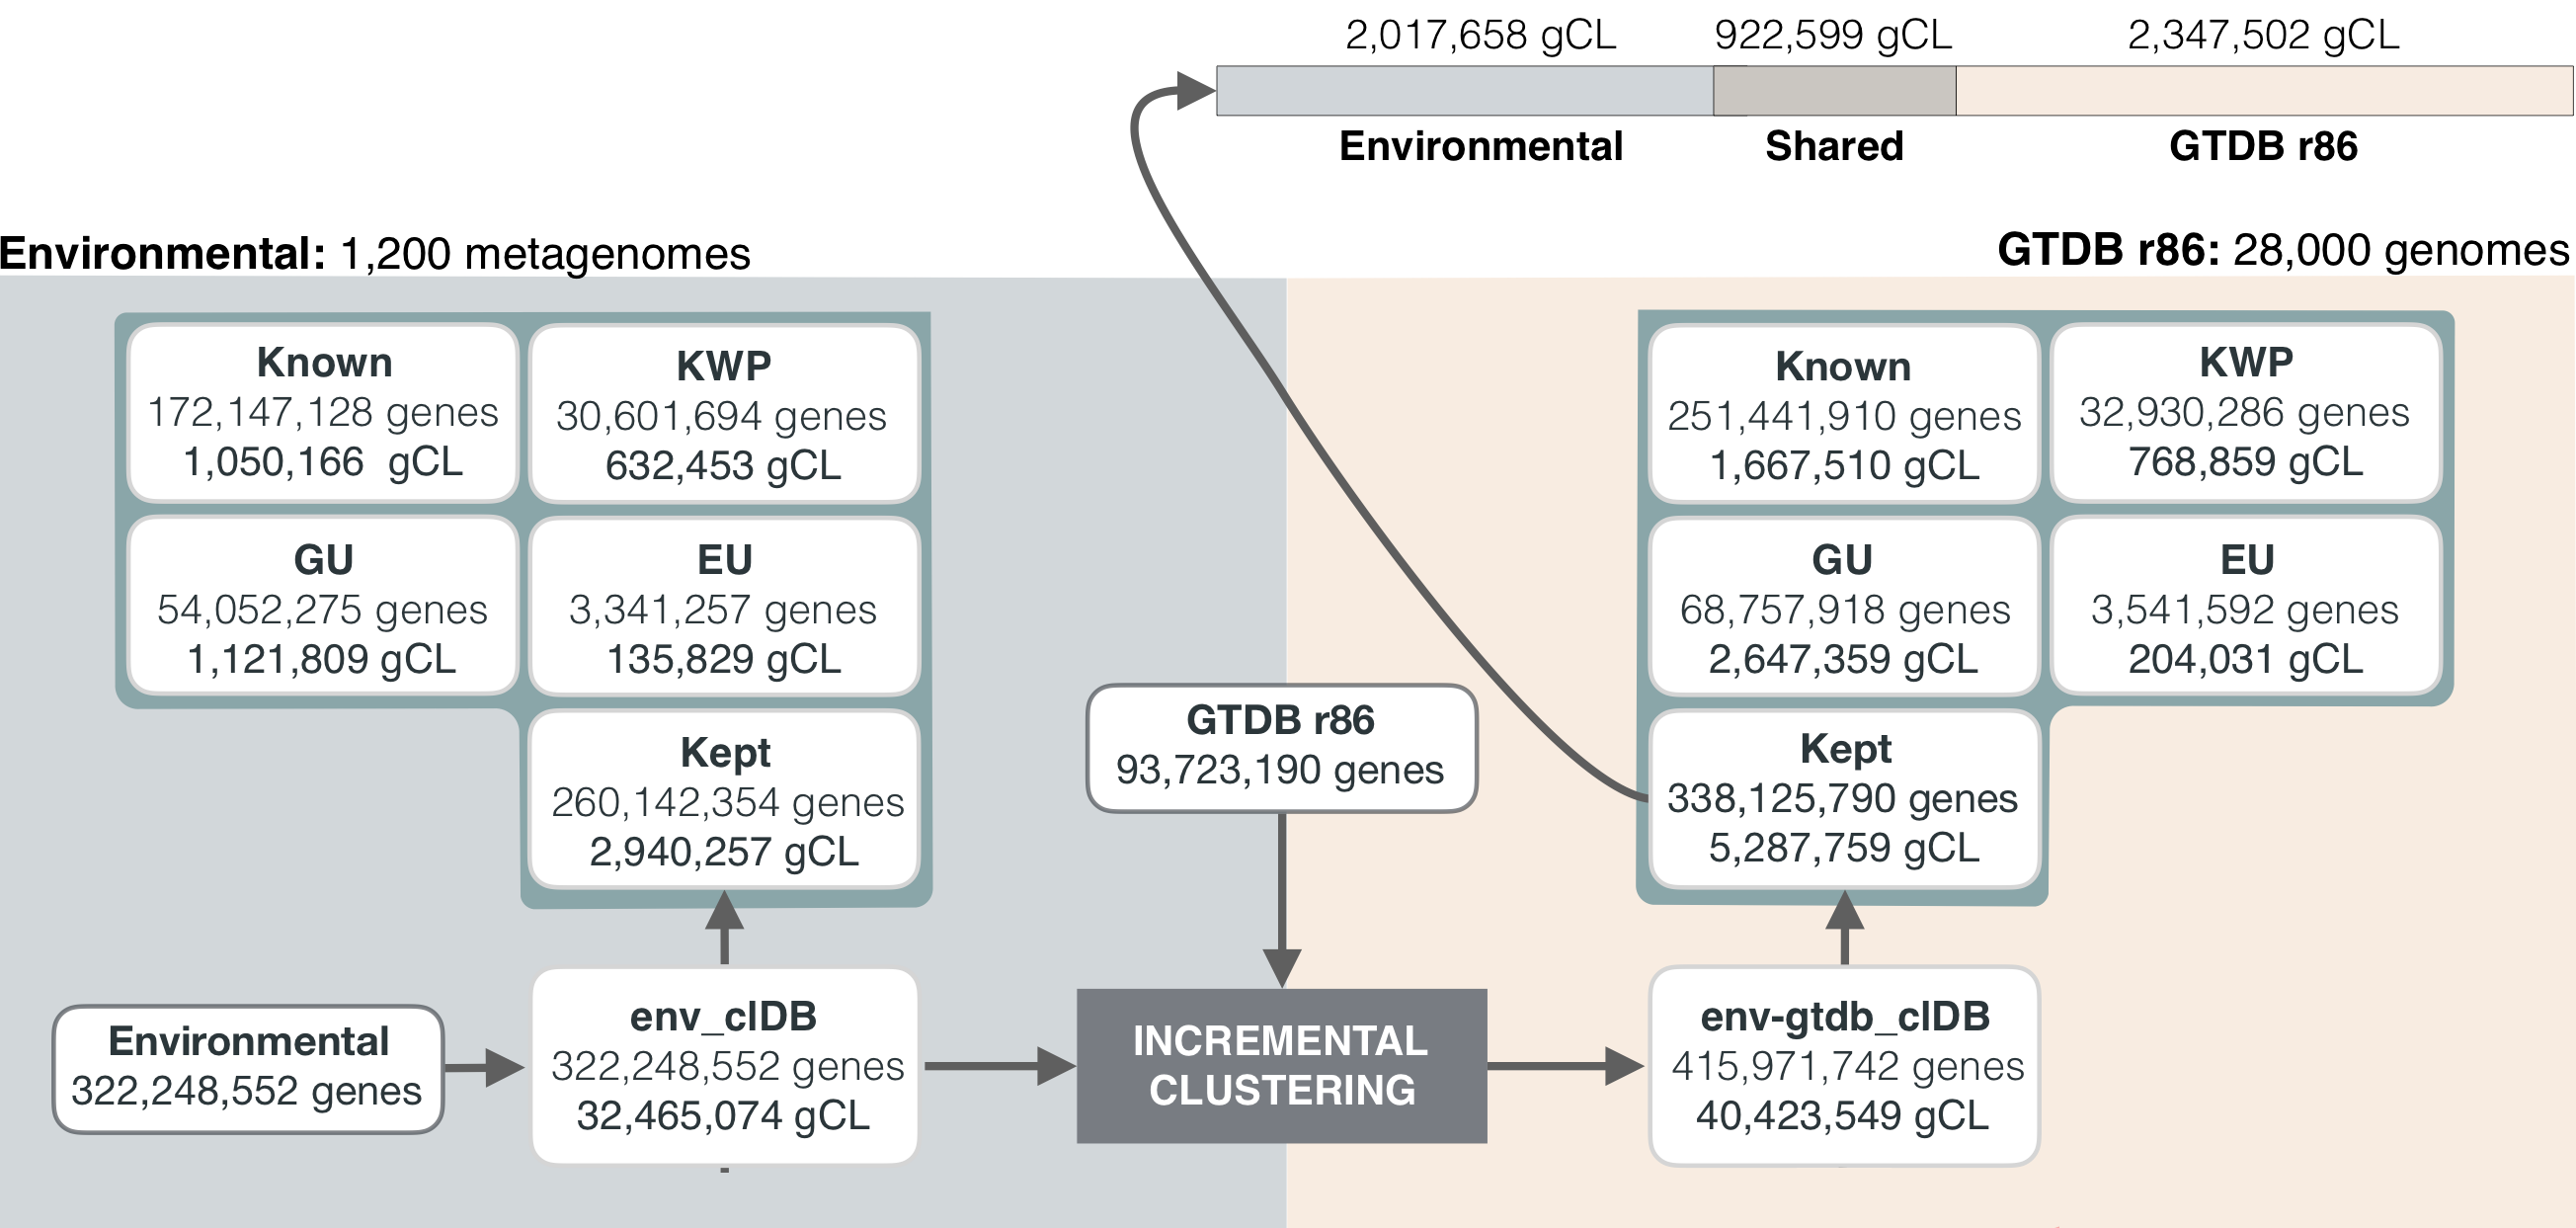 2,017,658 gCL
922,599 gCL
2,347,502 gCL
Environmental
Shared
GTDB r86
Environmental: 1,200 metagenomes
GTDB r86: 28,000 genomes
Known
172,147,128 genes
1,050,166 gCL
KWP
30,601,694 genes
632,453 gCL
GU
54,052,275 genes
1,121,809 gCL
EU
3,341,257 genes
135,829 gCL
Kept
260,142,354 genes
2,940,257 gCL
Environmental
322,248,552 genes
env_clDB
322,248,552 genes
32,465,074 gCL
GTDB r86
93,723,190 genes
INCREMENTAL
CLUSTERING
Known
251,441,910 genes
1,667,510 gCL
KWP
32,930,286 genes
768,859 gCL
GU
68,757,918 genes
2,647,359 gCL
EU
3,541,592 genes
204,031 gCL
Kept
338,125,790 genes
5,287,759 gCL
env-gtdb_clDB
415,971,742 genes
40,423,549 gCL